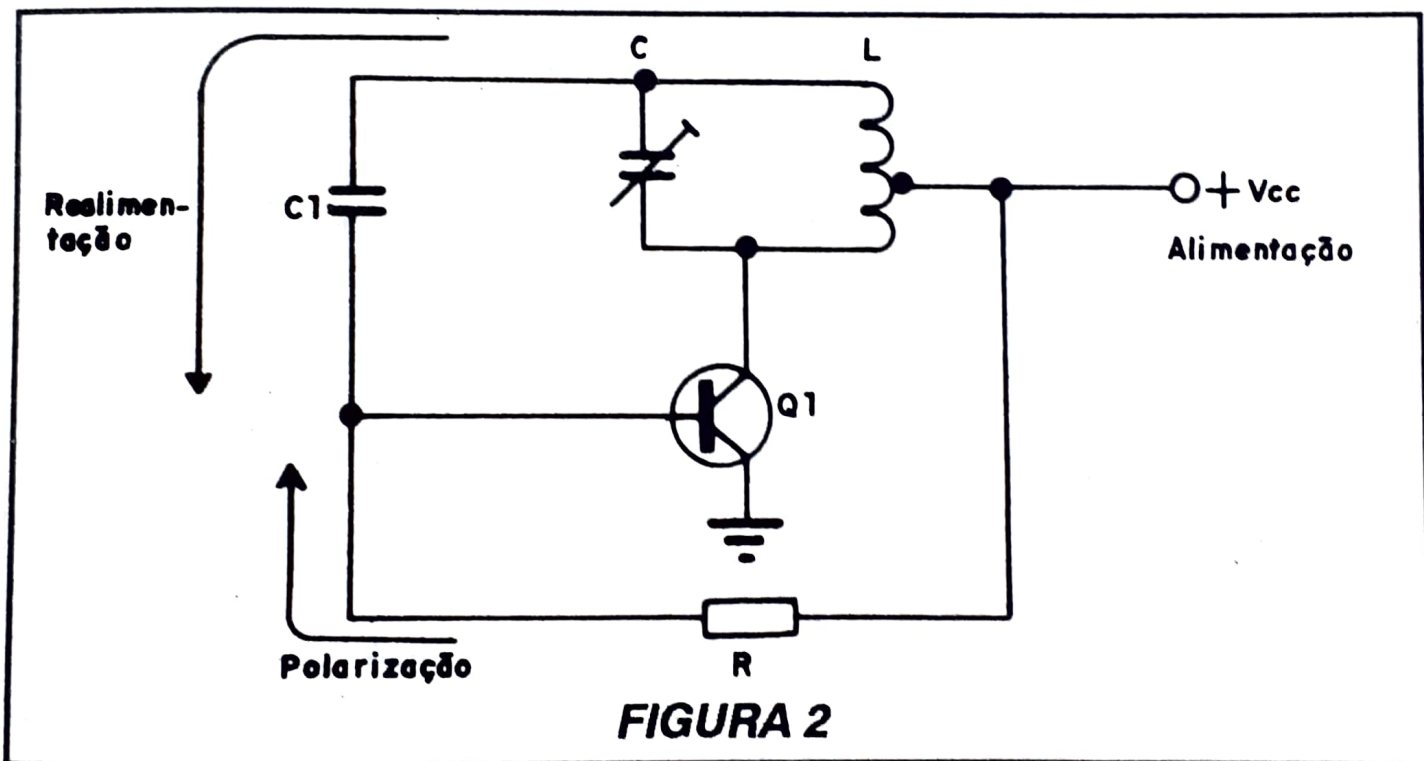 C
L
Realimen-
tação
C1
+ Vcc
Alimentação
Q1
Polarização
R
FIGURA 2